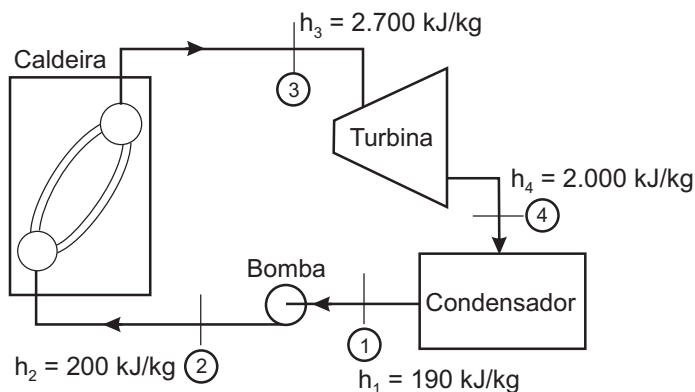 h₃ = 2.700 kJ/kg
Caldeira
3
Turbina
h₄ = 2.000 kJ/kg
4
Bomba
Condensador
1
2
h₂ = 200 kJ/kg
h₁ = 190 kJ/kg